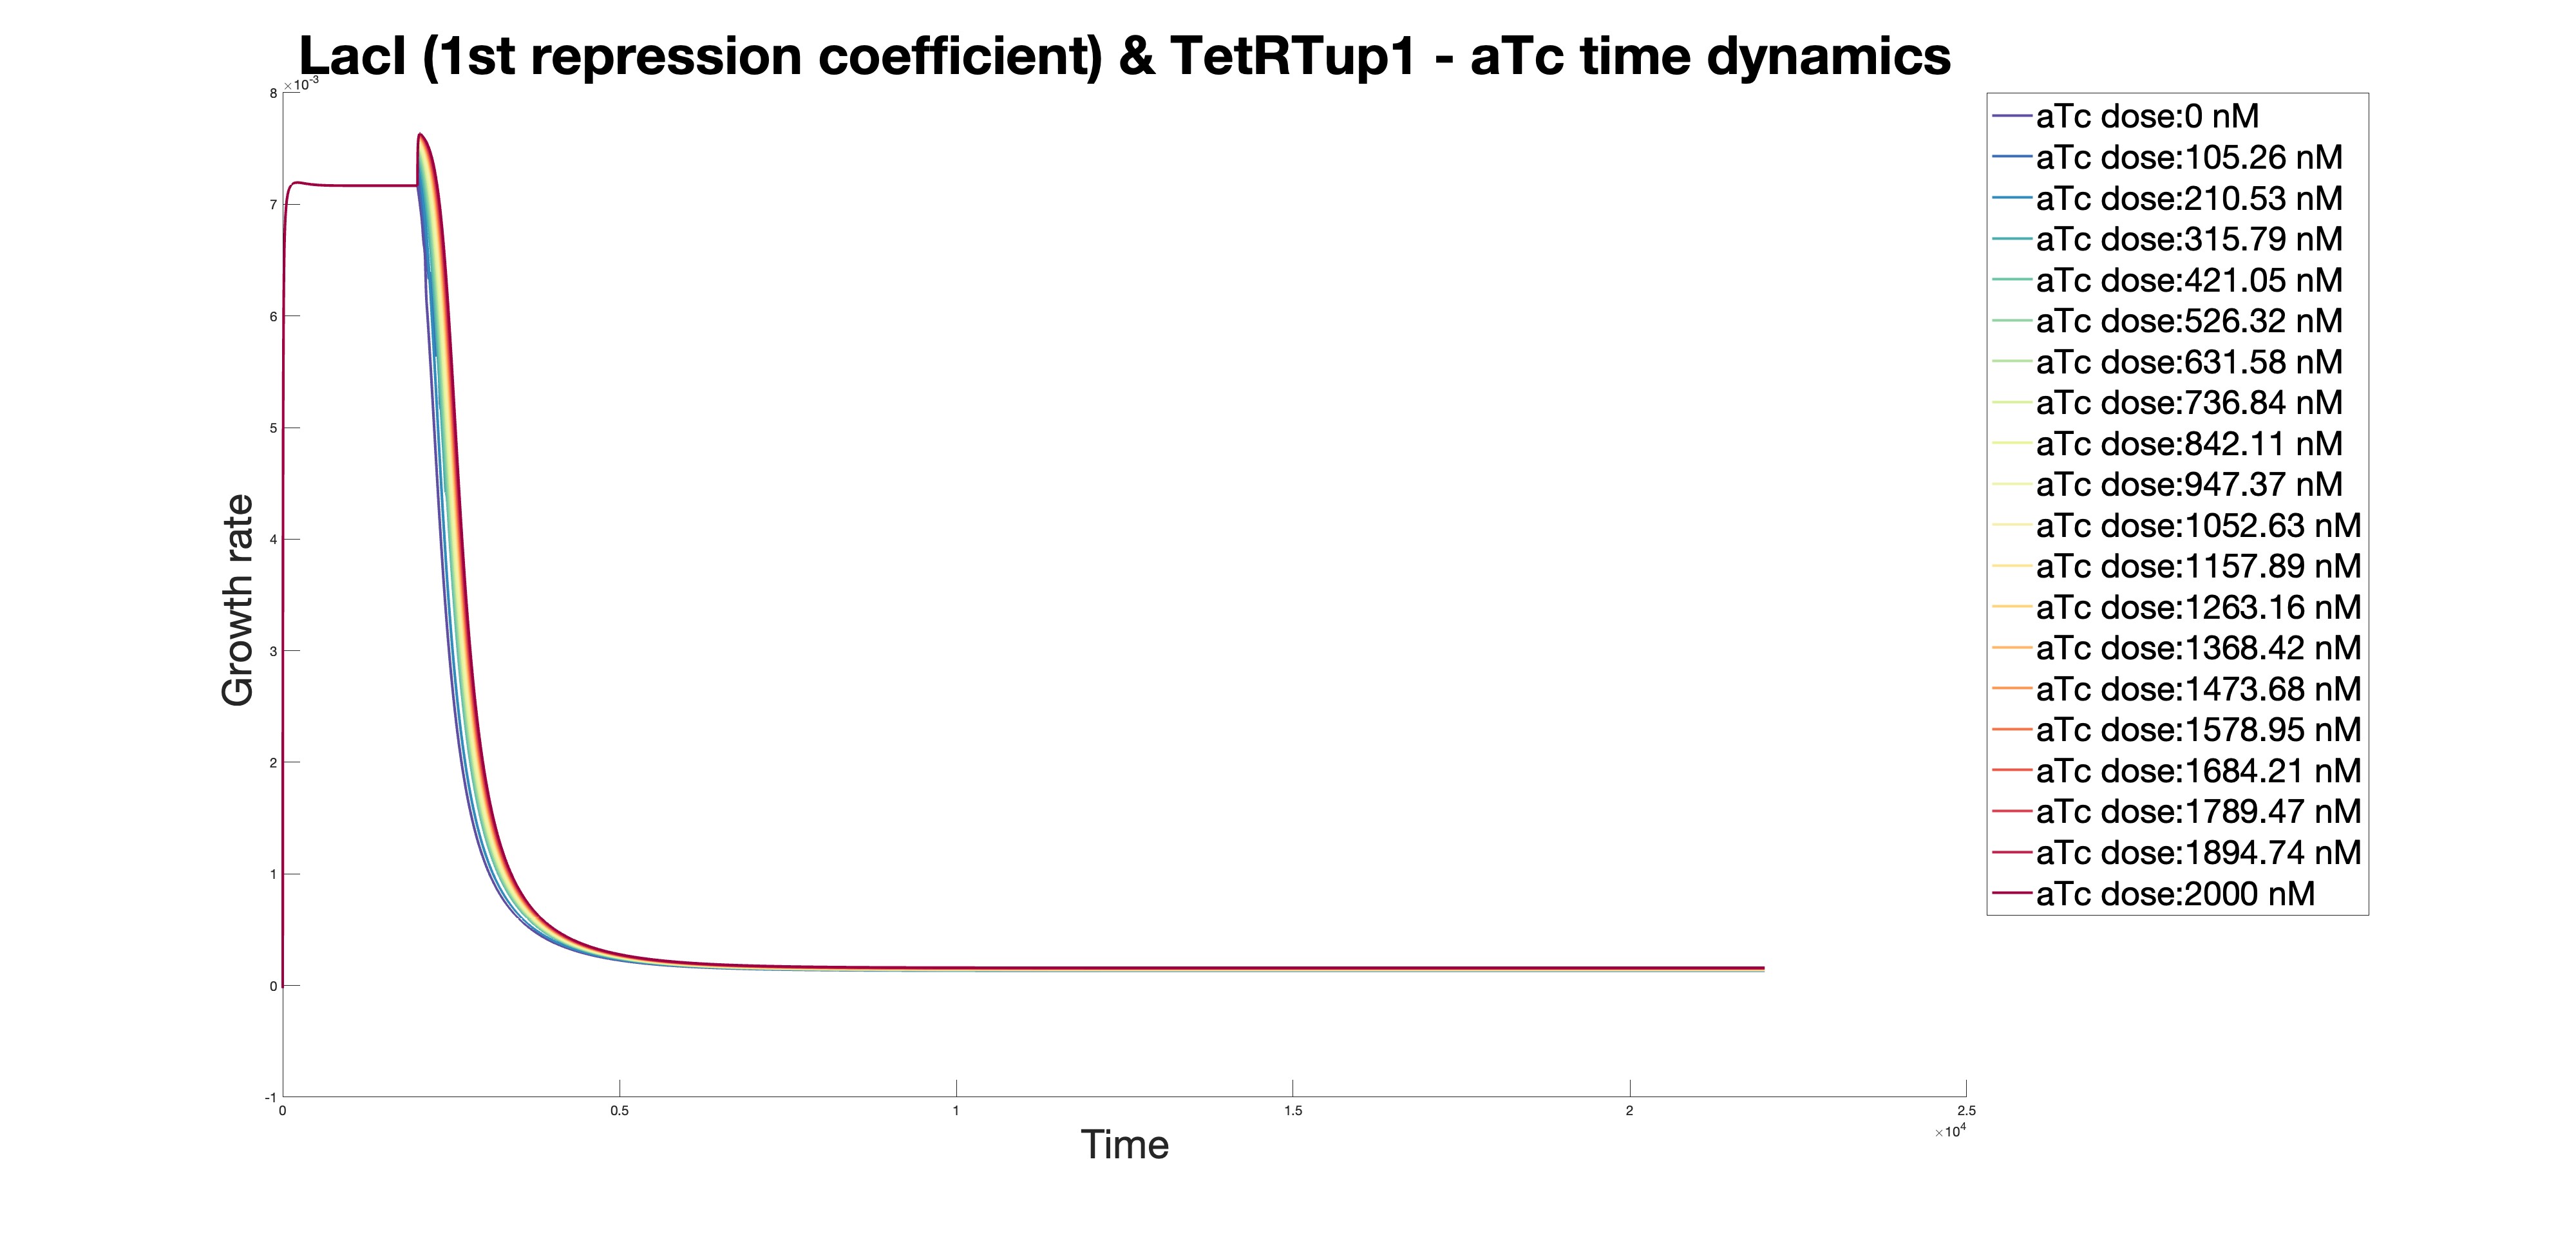 LacI (1st repression coefficient) & TetRTup1 - aTc time dynamics
×10-3
8
7
6
5
4
3
2
1
0
-1
Growth rate
0 0.5 1 1.5 2 2.5
×104
Time
aTc dose:0 nM
aTc dose:105.26 nM
aTc dose:210.53 nM
aTc dose:315.79 nM
aTc dose:421.05 nM
aTc dose:526.32 nM
aTc dose:631.58 nM
aTc dose:736.84 nM
aTc dose:842.11 nM
aTc dose:947.37 nM
aTc dose:1052.63 nM
aTc dose:1157.89 nM
aTc dose:1263.16 nM
aTc dose:1368.42 nM
aTc dose:1473.68 nM
aTc dose:1578.95 nM
aTc dose:1684.21 nM
aTc dose:1789.47 nM
aTc dose:1894.74 nM
aTc dose:2000 nM